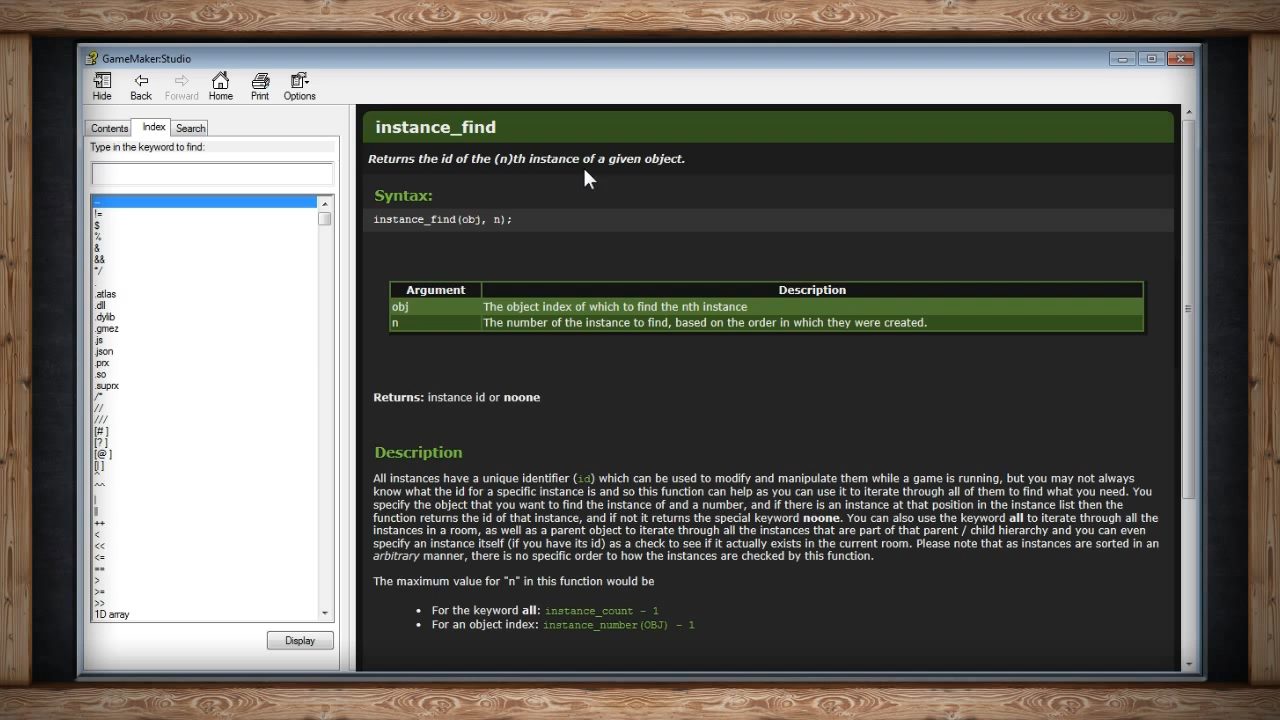 GameMaker:Studio
Hide Back Forward Home Print Options
Contents Index Search
Type in the keyword to find:
--
!=
$
%
&
&&
*/
.
.atlas
.dll
.dylib
.gmez
.js
.json
.prx
.so
.suprx
/*
//
///
[# ]
[? ]
[@ ]
[| ]
^
^^
|
||
++
<
<<
<=
==
>
>=
>>
1D array
Display
instance_find
Returns the id of the (n)th instance of a given object.
Syntax:
instance_find(obj, n);
Argument Description
obj The object index of which to find the nth instance
n The number of the instance to find, based on the order in which they were created.
Returns: instance id or noone
Description
All instances have a unique identifier (id) which can be used to modify and manipulate them while a game is running, but you may not always
know what the id for a specific instance is and so this function can help as you can use it to iterate through all of them to find what you need. You
specify the object that you want to find the instance of and a number, and if there is an instance at that position in the instance list then the
function returns the id of that instance, and if not it returns the special keyword noone. You can also use the keyword all to iterate through all the
instances in a room, as well as a parent object to iterate through all the instances that are part of that parent / child hierarchy and you can even
specify an instance itself (if you have its id) as a check to see if it actually exists in the current room. Please note that as instances are sorted in an
arbitrary manner, there is no specific order to how the instances are checked by this function.
The maximum value for "n" in this function would be
• For the keyword all: instance_count - 1
• For an object index: instance_number(OBJ) - 1